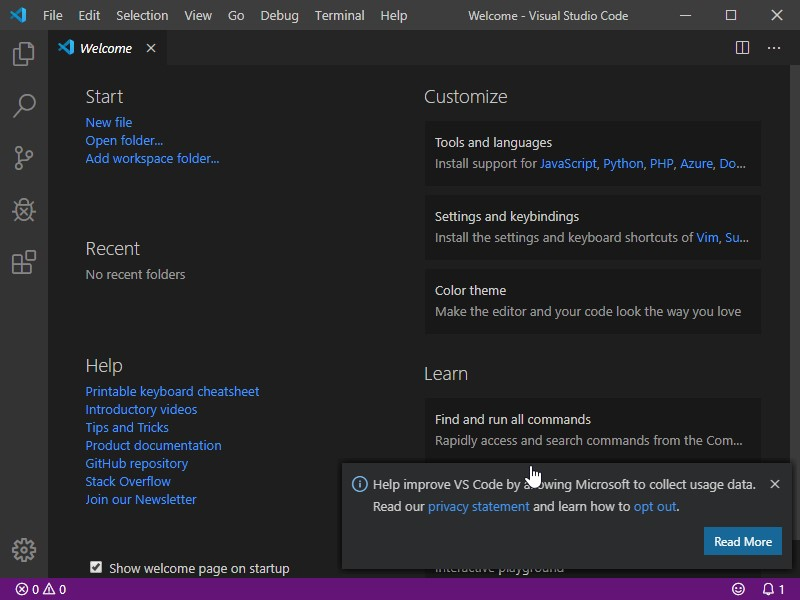 File Edit Selection View Go Debug Terminal Help Welcome - Visual Studio Code
Welcome
Start
New file
Open folder...
Add workspace folder...
Recent
No recent folders
Help
Printable keyboard cheatsheet
Introductory videos
Tips and Tricks
Product documentation
GitHub repository
Stack Overflow
Join our Newsletter
Show welcome page on startup
Customize
Tools and languages
Install support for JavaScript, Python, PHP, Azure, Do...
Settings and keybindings
Install the settings and keyboard shortcuts of Vim, Su...
Color theme
Make the editor and your code look the way you love
Learn
Find and run all commands
Rapidly access and search commands from the Com...
Help improve VS Code by allowing Microsoft to collect usage data.
Read our privacy statement and learn how to opt out.
Read More
Interactive playground
0 0 1